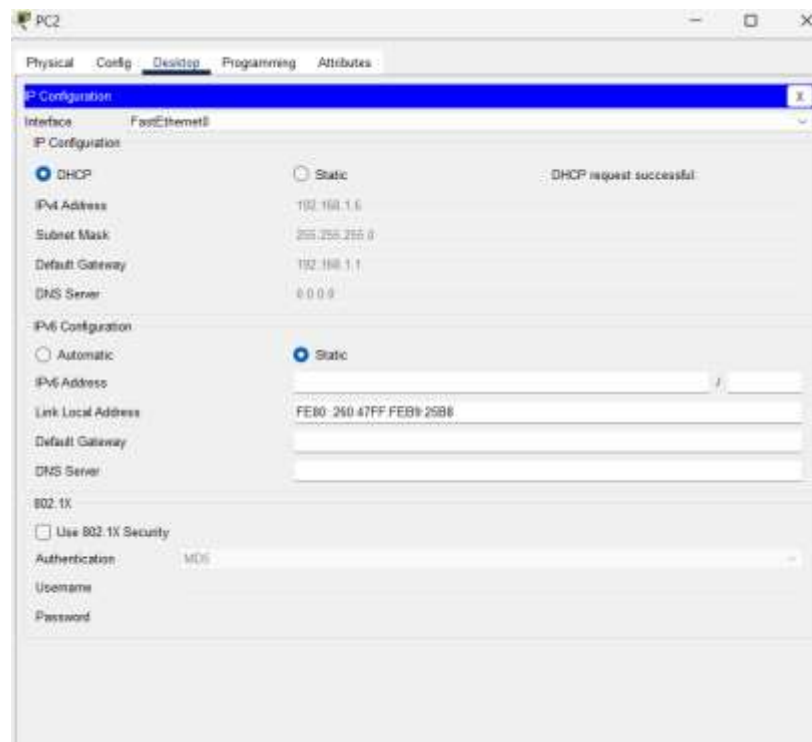 PC2
Physical Config Desktop Programming Attributes
IP Configuration X
Interface FastEthernet0
IP Configuration
DHCP Static DHCP request successful
IPv4 Address 192.168.1.6
Subnet Mask 255.255.255.0
Default Gateway 192.168.1.1
DNS Server 0.0.0.0
IPv6 Configuration
Automatic Static
IPv6 Address /
Link Local Address FE80::260:47FF:FEB9:25B8
Default Gateway
DNS Server
802.1X
Use 802.1X Security
Authentication MD5
Username
Password